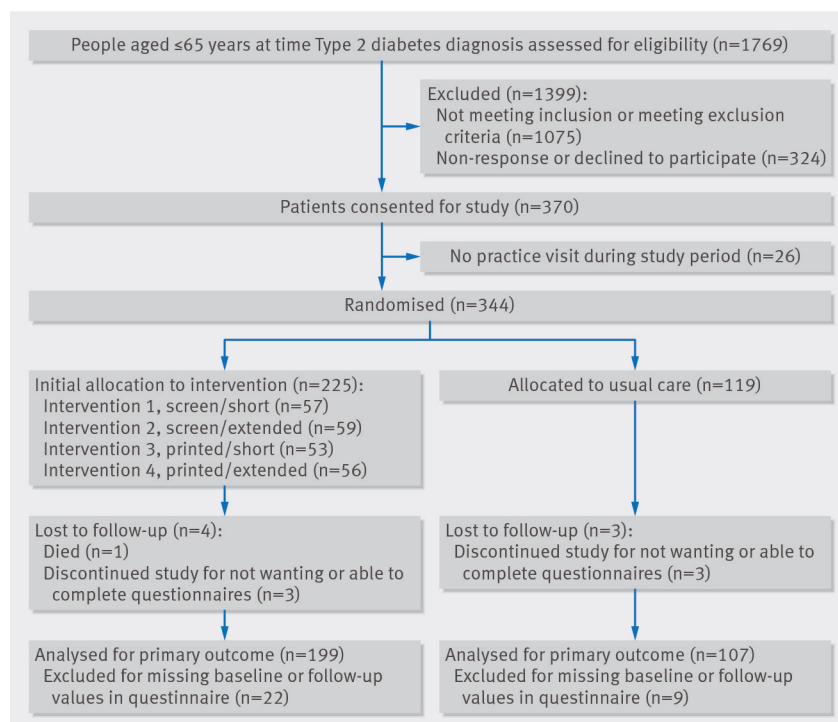 People aged ≤65 years at time Type 2 diabetes diagnosis assessed for eligibility (n=1769)
Excluded (n=1399):
Not meeting inclusion or meeting exclusion
criteria (n=1075)
Non-response or declined to participate (n=324)
Patients consented for study (n=370)
No practice visit during study period (n=26)
Randomised (n=344)
Initial allocation to intervention (n=225):
Intervention 1, screen/short (n=57)
Intervention 2, screen/extended (n=59)
Intervention 3, printed/short (n=53)
Intervention 4, printed/extended (n=56)
Allocated to usual care (n=119)
Lost to follow-up (n=4):
Died (n=1)
Discontinued study for not wanting or able to
complete questionnaires (n=3)
Lost to follow-up (n=3):
Discontinued study for not wanting or able to
complete questionnaires (n=3)
Analysed for primary outcome (n=199)
Excluded for missing baseline or follow-up
values in questinnaire (n=22)
Analysed for primary outcome (n=107)
Excluded for missing baseline or follow-up
values in questinnaire (n=9)